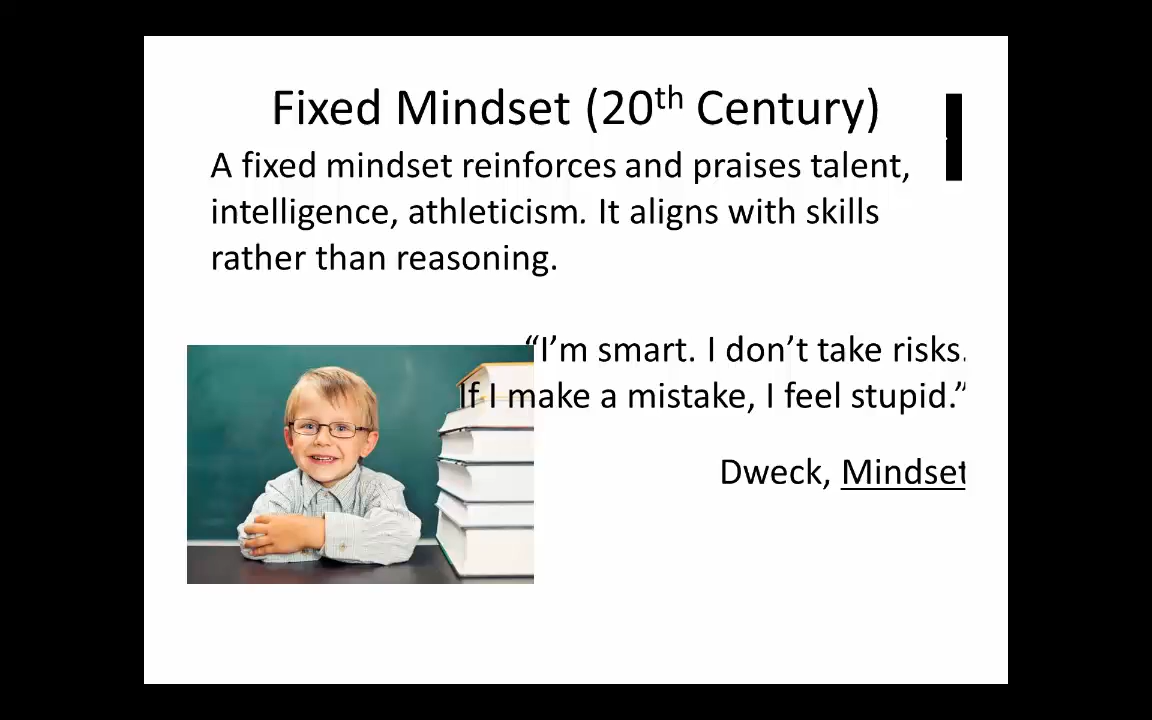 Fixed Mindset (20th Century)
A fixed mindset reinforces and praises talent,
intelligence, athleticism. It aligns with skills
rather than reasoning.
“I’m smart. I don’t take risks.
If I make a mistake, I feel stupid.”
Dweck, Mindset